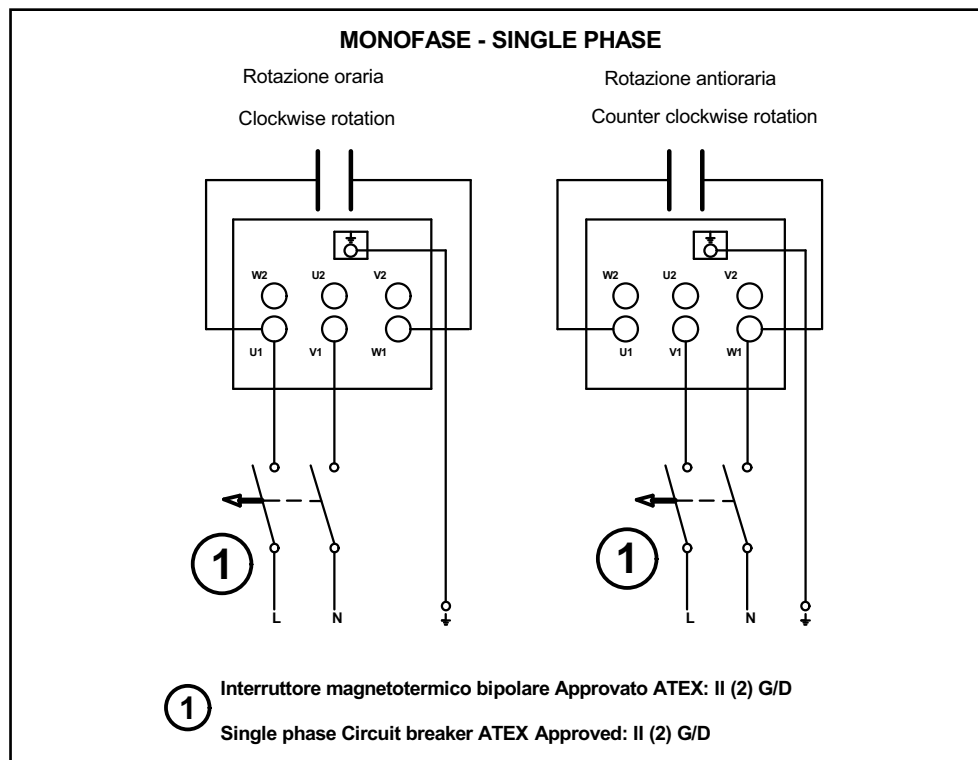 MONOFASE - SINGLE PHASE
Rotazione oraria
Clockwise rotation
W2 U2 V2
U1 V1 W1
1
L N
Rotazione antioraria
Counter clockwise rotation
W2 U2 V2
U1 V1 W1
1
L N
1
Interruttore magnetotermico bipolare Approvato ATEX: II (2) G/D
Single phase Circuit breaker ATEX Approved: II (2) G/D